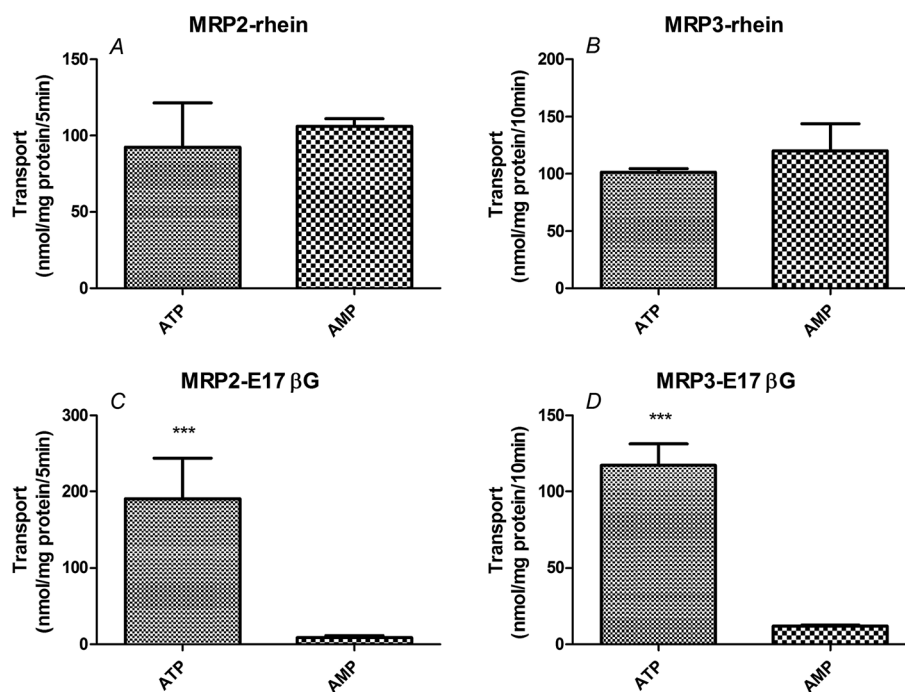 MRP2-rhein
A
Transport
(nmol/mg protein/5min)
150
100
50
0
ATP
AMP
MRP3-rhein
B
Transport
(nmol/mg protein/10min)
200
150
100
50
0
ATP
AMP
MRP2-E17 βG
C
Transport
(nmol/mg protein/5min)
300
200
100
0
***
ATP
AMP
MRP3-E17 βG
D
Transport
(nmol/mg protein/10min)
150
100
50
0
***
ATP
AMP